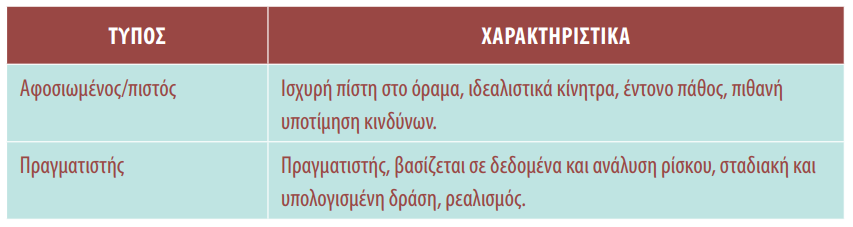 ΤΥΠΟΣ ΧΑΡΑΚΤΗΡΙΣΤΙΚΑ
Αφοσιωμένος/πιστός Ισχυρή πίστη στο όραμα, ιδεαλιστικά κίνητρα, έντονο πάθος, πιθανή
υποτίμηση κινδύνων.
Πραγματιστής Πραγματιστής, βασίζεται σε δεδομένα και ανάλυση ρίσκου, σταδιακή και
υπολογισμένη δράση, ρεαλισμός.